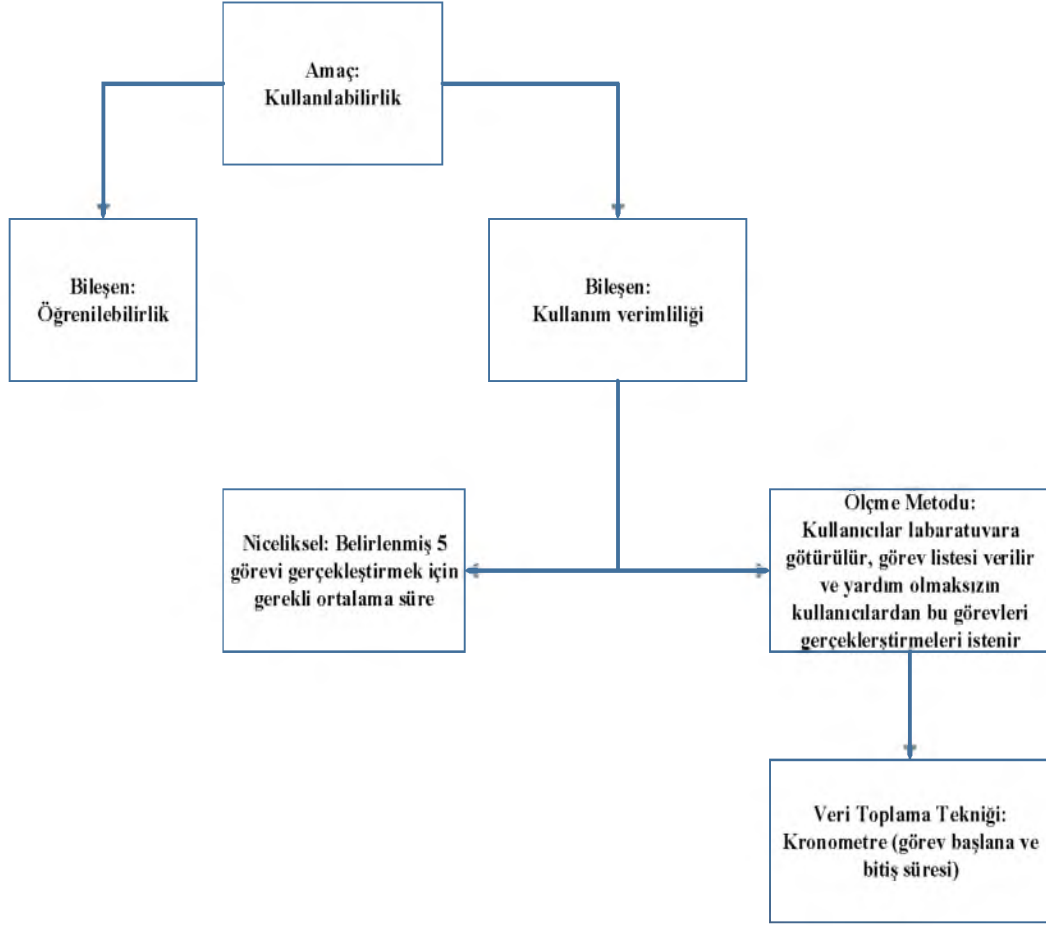 Amaç:
Kullanılabilirlik
Bileşen:
Öğrenilebilirlik
Bileşen:
Kullanım verimliliği
Niceliksel: Belirlenmiş 5
görevi gerçekleştirmek için
gerekli ortalama süre
Ölçme Metodu:
Kullanıcılar labaratuvara
götürülür, görev listesi verilir
ve yardım olmaksızın
kullanıcılardan bu görevleri
gerçeklerştirmeleri istenir
Veri Toplama Tekniği:
Kronometre (görev başlana ve
bitiş süresi)